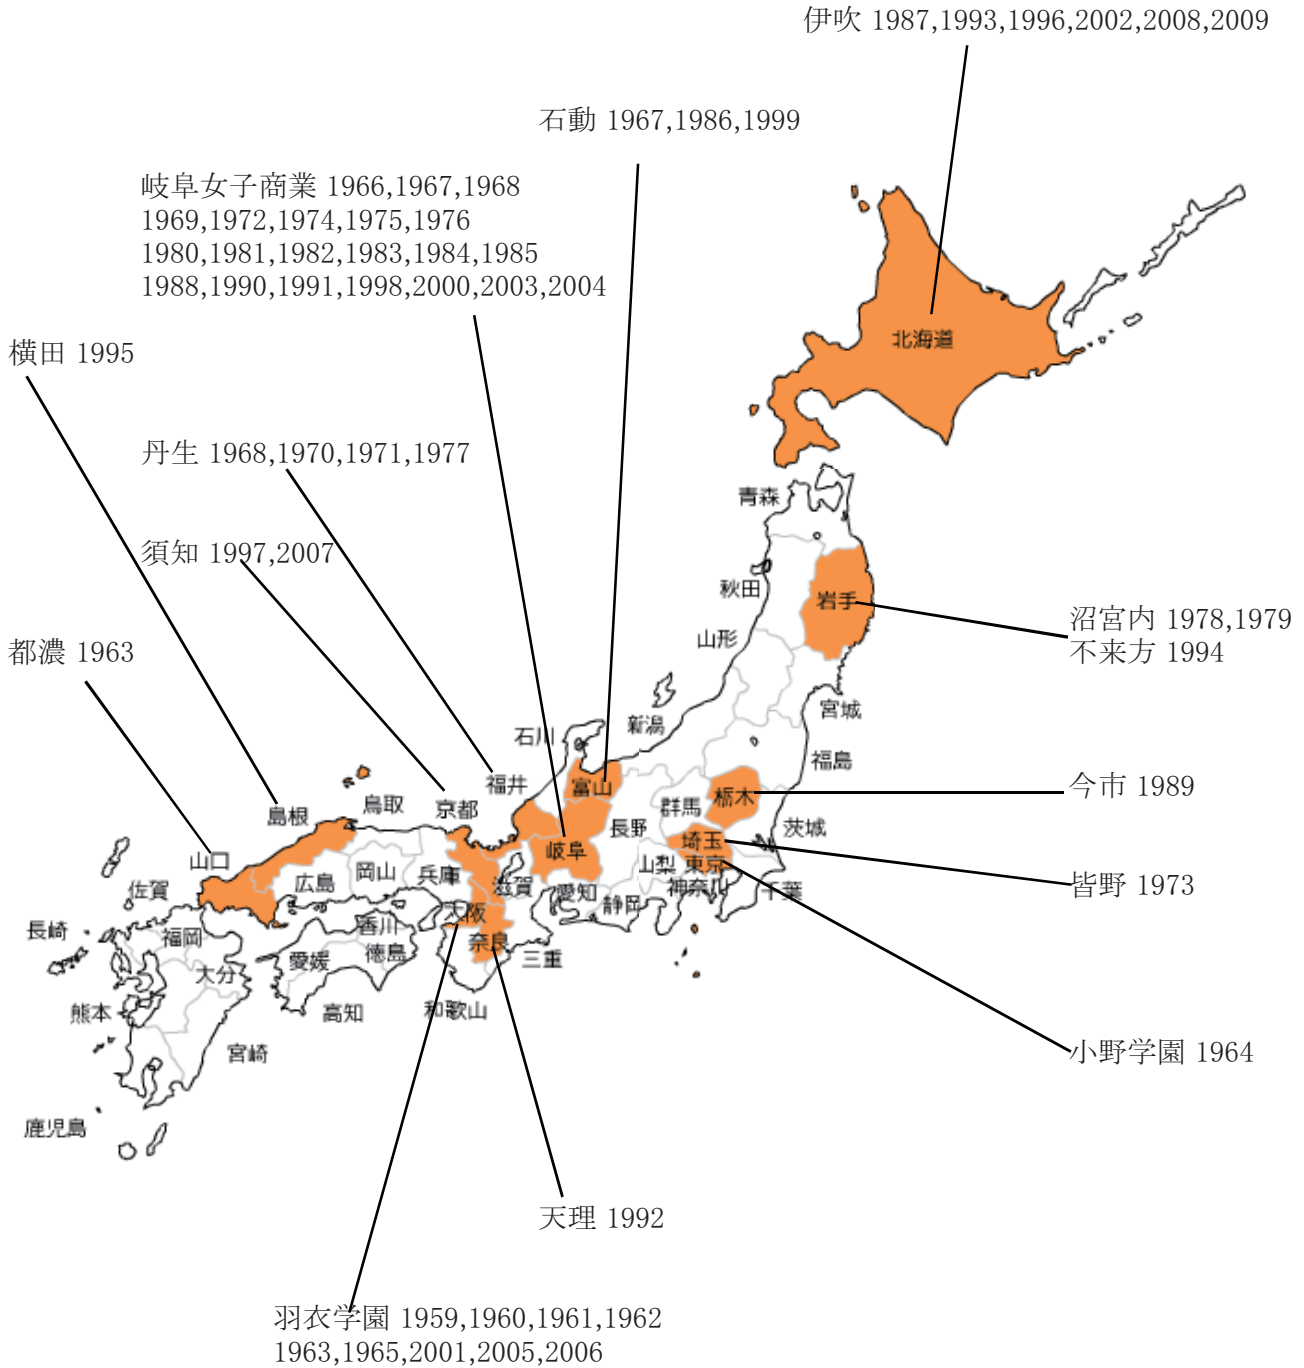 伊吹 1987,1993,1996,2002,2008,2009
石動 1967,1986,1999
岐阜女子商業 1966,1967,1968
1969,1972,1974,1975,1976
1980,1981,1982,1983,1984,1985
1988,1990,1991,1998,2000,2003,2004
北海道
横田 1995
丹生 1968,1970,1971,1977
青森
須知 1997,2007
秋田
岩手
沼宮内 1978,1979
不来方 1994
山形
都濃 1963
宮城
新潟
石川
福島
福井
富山
今市 1989
栃木
群馬
鳥取
京都
島根
長野
茨城
埼玉
岐阜
山口
東京
山梨
岡山
兵庫
広島
滋賀
愛知
神奈川
千葉
皆野 1973
佐賀
静岡
大阪
香川
長崎
福岡
奈良
徳島
愛媛
三重
大分
和歌山
高知
熊本
宮崎
小野学園 1964
鹿児島
天理 1992
羽衣学園 1959,1960,1961,1962
1963,1965,2001,2005,2006